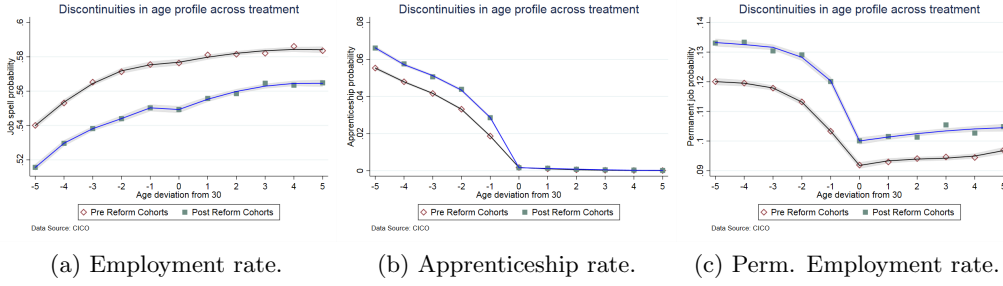 Discontinuities in age profile across treatment
Job spell probability
.6
.58
.56
.54
.52
-5 -4 -3 -2 -1 0 1 2 3 4 5
Age deviation from 30
Pre Reform Cohorts Post Reform Cohorts
Data Source: CICO
(a) Employment rate.
Discontinuities in age profile across treatment
Apprenticeship probability
.08
.06
.04
.02
0
-5 -4 -3 -2 -1 0 1 2 3 4 5
Age deviation from 30
Pre Reform Cohorts Post Reform Cohorts
Data Source: CICO
(b) Apprenticeship rate.
Discontinuities in age profile across treatment
Permanent job probability
.14
.13
.12
.11
.1
.09
-5 -4 -3 -2 -1 0 1 2 3 4 5
Age deviation from 30
Pre Reform Cohorts Post Reform Cohorts
Data Source: CICO
(c) Perm. Employment rate.